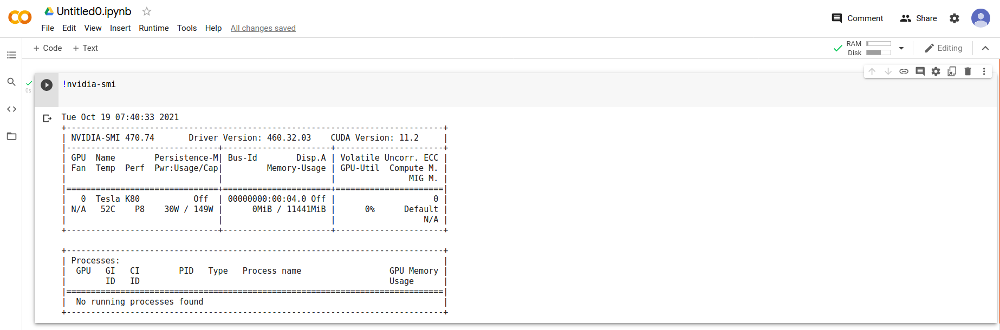 Untitled0.ipynb
File Edit View Insert Runtime Tools Help All changes saved
Comment Share
+ Code + Text
RAM
Disk
Editing
0s
!nvidia-smi
Tue Oct 19 07:40:33 2021
+-----------------------------------------------------------------------------+
| NVIDIA-SMI 470.74       Driver Version: 460.32.03    CUDA Version: 11.2     |
|-------------------------------+----------------------+----------------------+
| GPU  Name        Persistence-M| Bus-Id        Disp.A | Volatile Uncorr. ECC |
| Fan  Temp  Perf  Pwr:Usage/Cap|         Memory-Usage | GPU-Util  Compute M. |
|                               |                      |               MIG M. |
|===============================+======================+======================|
|   0  Tesla K80           Off  | 00000000:00:04.0 Off |                    0 |
| N/A   52C    P8    30W / 149W |      0MiB / 11441MiB |      0%      Default |
|                               |                      |                  N/A |
+-------------------------------+----------------------+----------------------+
+-----------------------------------------------------------------------------+
| Processes:                                                                  |
|  GPU   GI   CI        PID   Type   Process name                  GPU Memory |
|        ID   ID                                                   Usage      |
|=============================================================================|
|  No running processes found                                                 |
+-----------------------------------------------------------------------------+